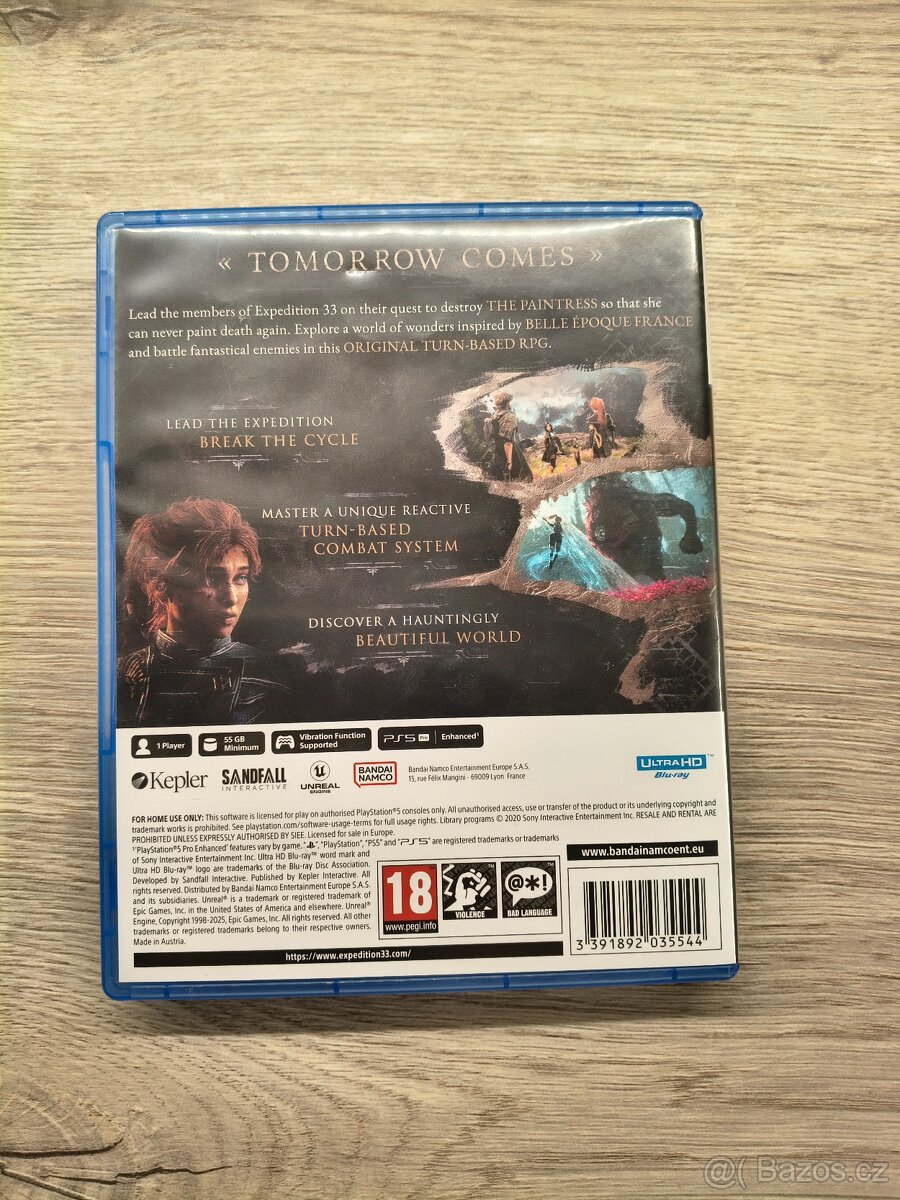 « TOMORROW COMES »
Lead the members of Expedition 33 on their quest to destroy THE PAINTRESS so that she
can never paint death again. Explore a world of wonders inspired by BELLE ÉPOQUE FRANCE
and battle fantastical enemies in this ORIGINAL TURN-BASED RPG.
LEAD THE EXPEDITION
BREAK THE CYCLE
MASTER A UNIQUE REACTIVE
TURN-BASED
COMBAT SYSTEM
DISCOVER A HAUNTINGLY
BEAUTIFUL WORLD
1 Player
55 GB
Minimum
Vibration Function
Supported
PS5 Pro
Enhanced¹
Kepler
SANDFALL
INTERACTIVE
UNREAL
ENGINE
BANDAI
NAMCO
Bandai Namco Entertainment Europe S.A.S.
15, rue Félix Mangini - 69009 Lyon France
ULTRA HD™
Blu-ray
FOR HOME USE ONLY: This software is licensed for play on authorised PlayStation®5 consoles only. All unauthorised access, use or transfer of the product or its underlying copyright and
trademark works is prohibited. See playstation.com/software-usage-terms for full usage rights. Library programs © 2020 Sony Interactive Entertainment Inc. RESALE AND RENTAL ARE
PROHIBITED UNLESS EXPRESSLY AUTHORISED BY SIEE. Licensed for sale in Europe.
¹'PlayStation®5 Pro Enhanced' features vary by game. "PlayStation", "PS5" and "PS5" are registered trademarks or trademarks
of Sony Interactive Entertainment Inc. Ultra HD Blu-ray™ word mark and
Ultra HD Blu-ray™ logo are trademarks of the Blu-ray Disc Association.
Developed by Sandfall Interactive. Published by Kepler Interactive. All
rights reserved. Distributed by Bandai Namco Entertainment Europe S.A.S.
and its subsidiaries. Unreal® is a trademark or registered trademark of
Epic Games, Inc. in the United States of America and elsewhere. Unreal®
Engine, Copyright 1998-2025, Epic Games, Inc. All rights reserved. All other
trademarks or registered trademarks belong to their respective owners.
Made in Austria.
18
www.pegi.info
VIOLENCE
@*!
BAD LANGUAGE
www.bandainamcoent.eu
3 391892 035544
https://www.expedition33.com/
@( Bazos.cz